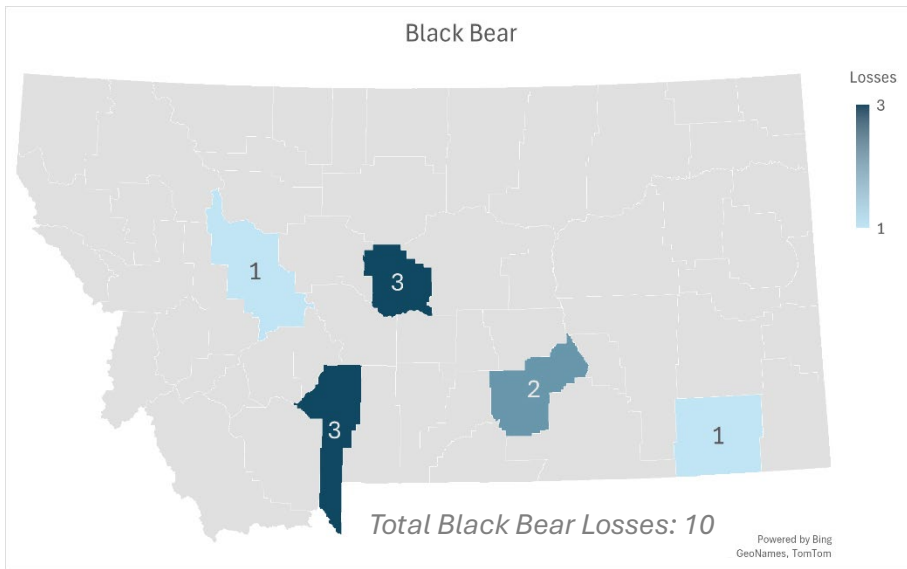 Black Bear
Losses
3
1
1
3
2
3
1
Total Black Bear Losses: 10
Powered by Bing
GeoNames, TomTom